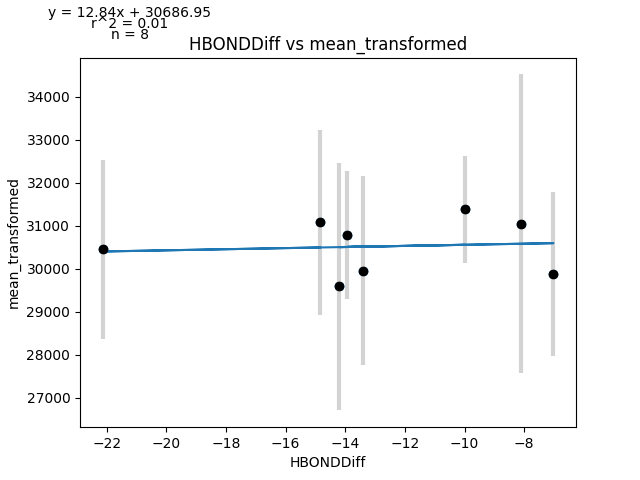 y = 12.84x + 30686.95
r^2 = 0.01
n = 8
HBONDDiff vs mean_transformed
34000
33000
32000
31000
30000
29000
28000
27000
mean_transformed
−22 −20 −18 −16 −14 −12 −10 −8
HBONDDiff